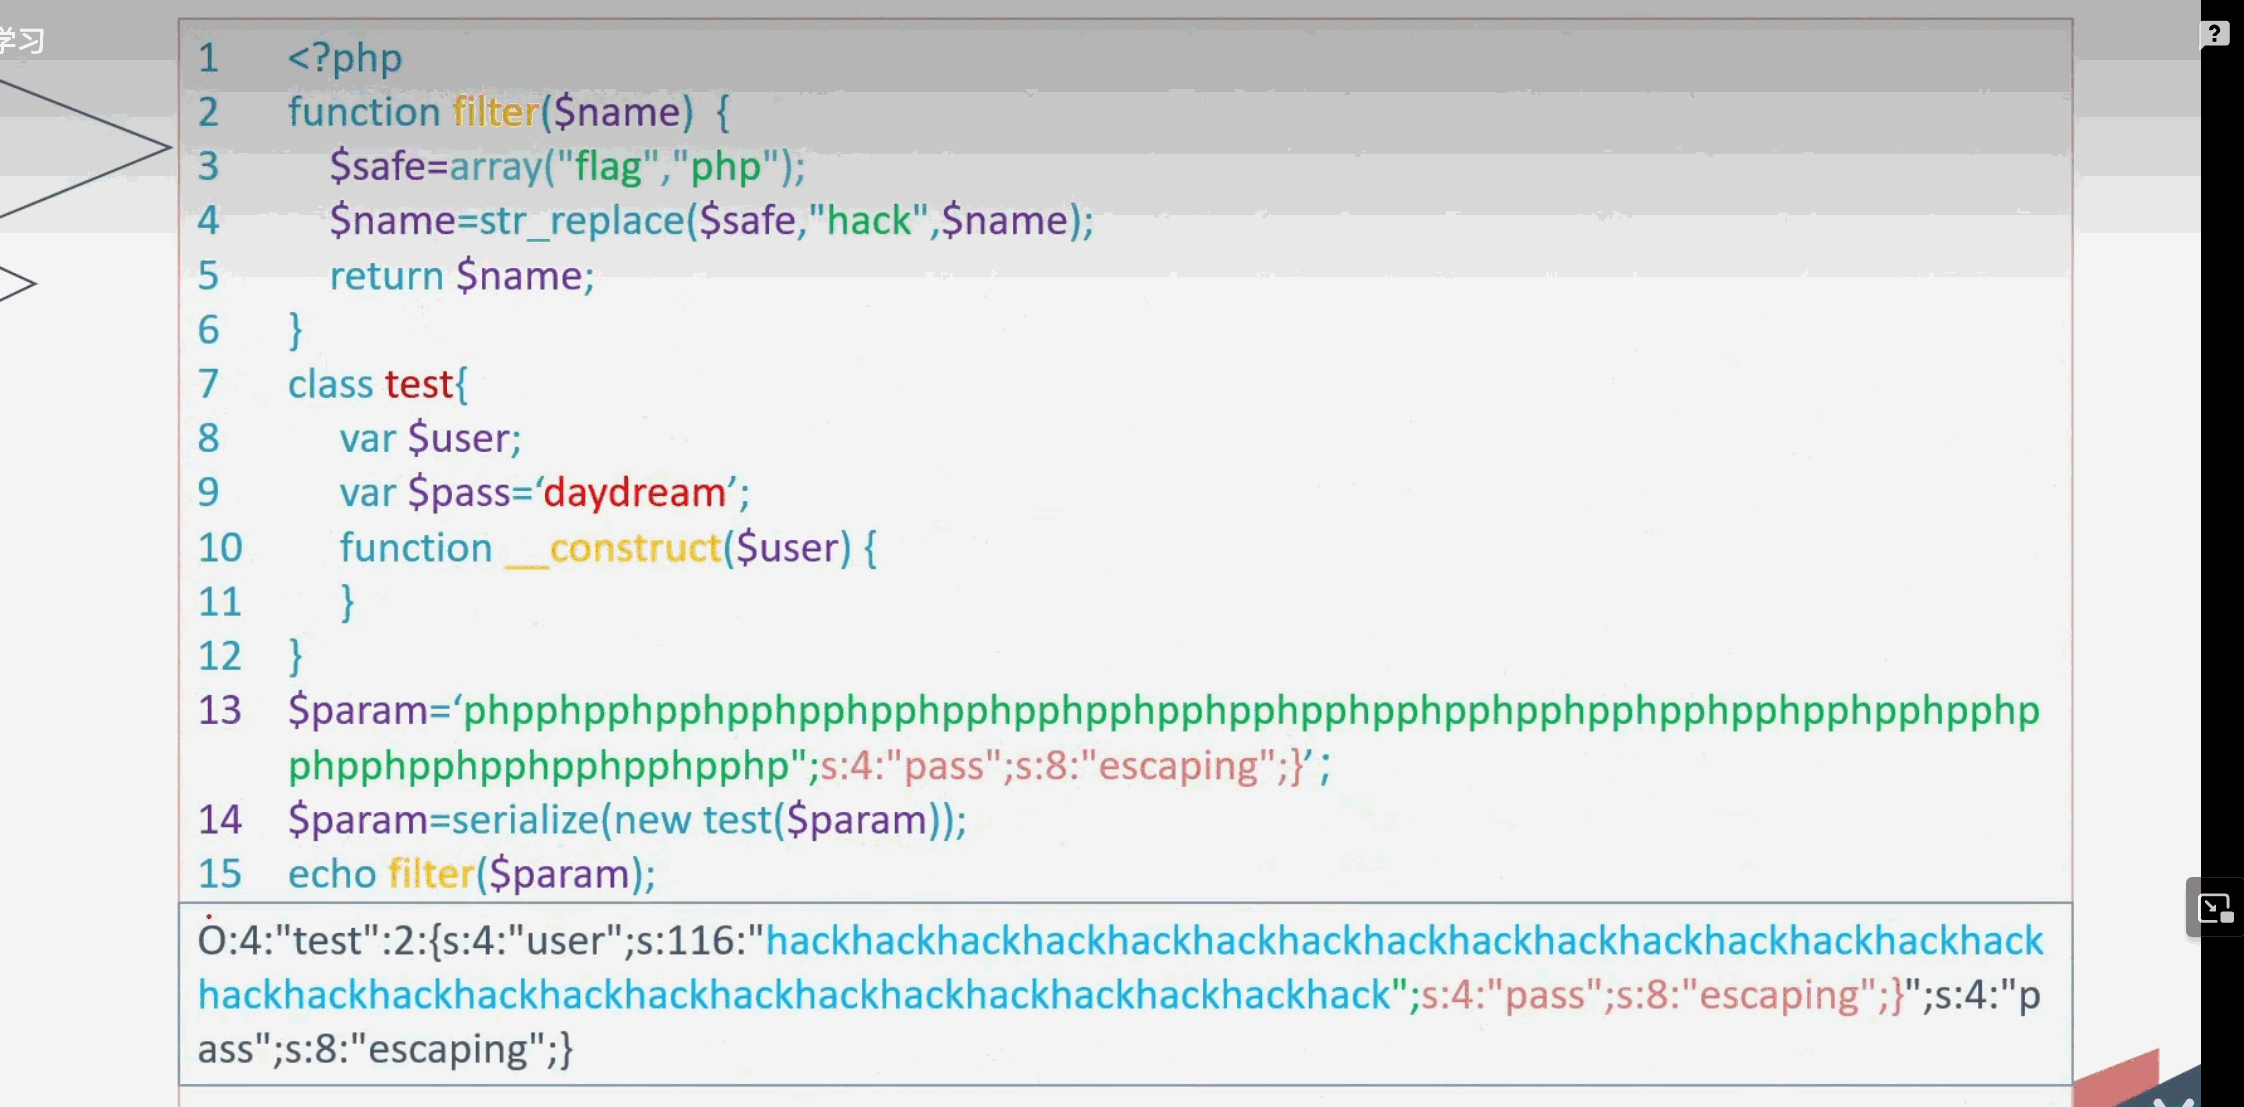 学习
1 <?php
2 function filter($name) {
3 $safe=array("flag","php");
4 $name=str_replace($safe,"hack",$name);
5 return $name;
6 }
7 class test{
8 var $user;
9 var $pass=‘daydream’;
10 function __construct($user) {
11 }
12 }
13 $param=‘phpphpphpphpphpphpphpphpphpphpphpphpphpphpphpphpphpphpphpphpphpphp
phpphpphpphpphpphpphp";s:4:"pass";s:8:"escaping";}’;
14 $param=serialize(new test($param));
15 echo filter($param);
O:4:"test":2:{s:4:"user";s:116:"hackhackhackhackhackhackhackhackhackhackhackhackhackhackhack
hackhackhackhackhackhackhackhackhackhackhackhackhackhack";s:4:"pass";s:8:"escaping";}";s:4:"p
ass";s:8:"escaping";}